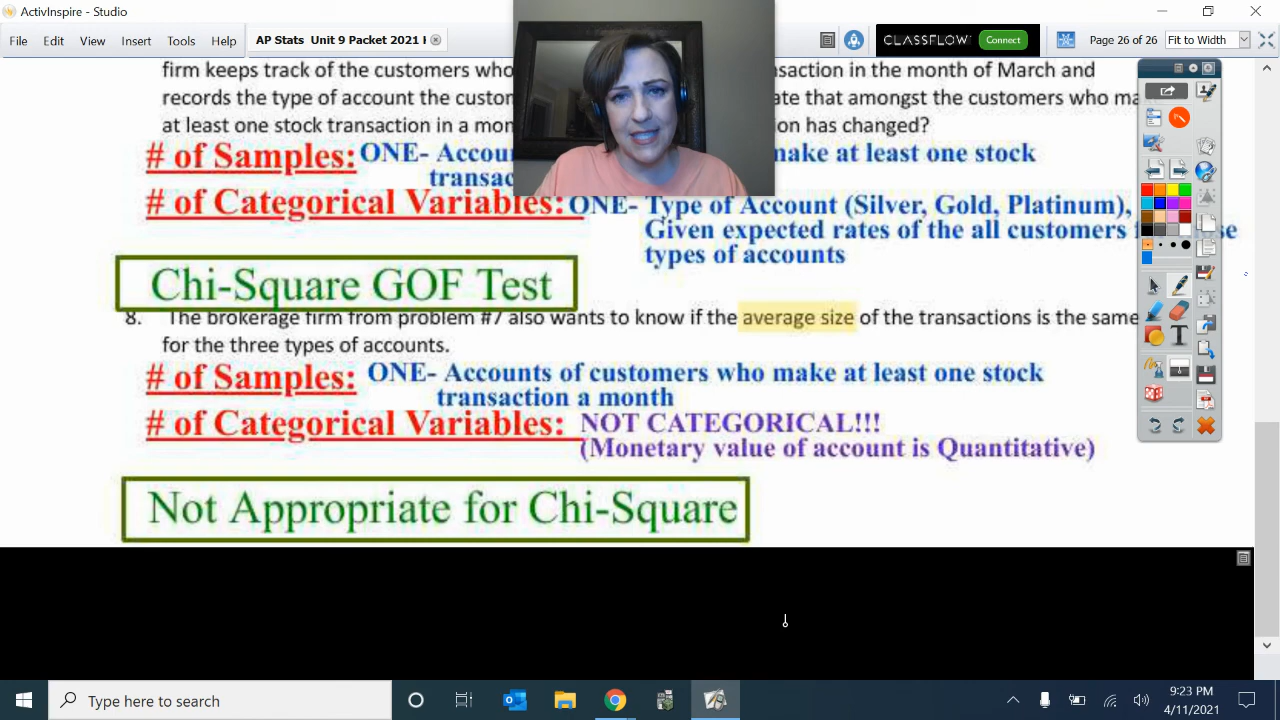 ActivInspire - Studio
File Edit View Insert Tools Help AP Stats Unit 9 Packet 2021 CLASSFLOW Connect Page 26 of 26 Fit to Width
firm keeps track of the customers who saction in the month of March and
records the type of account the custom ate that amongst the customers who ma
at least one stock transaction in a mon ion has changed?
# of Samples: ONE- Accoun make at least one stock
transac
# of Categorical Variables: ONE- Type of Account (Silver, Gold, Platinum),
Given expected rates of the all customers
types of accounts
Chi-Square GOF Test
8. The brokerage firm from problem #7 also wants to know if the average size of the transactions is the same
for the three types of accounts.
# of Samples: ONE- Accounts of customers who make at least one stock
transaction a month
# of Categorical Variables: NOT CATEGORICAL!!!
(Monetary value of account is Quantitative)
Not Appropriate for Chi-Square
Type here to search
9:23 PM
4/11/2021